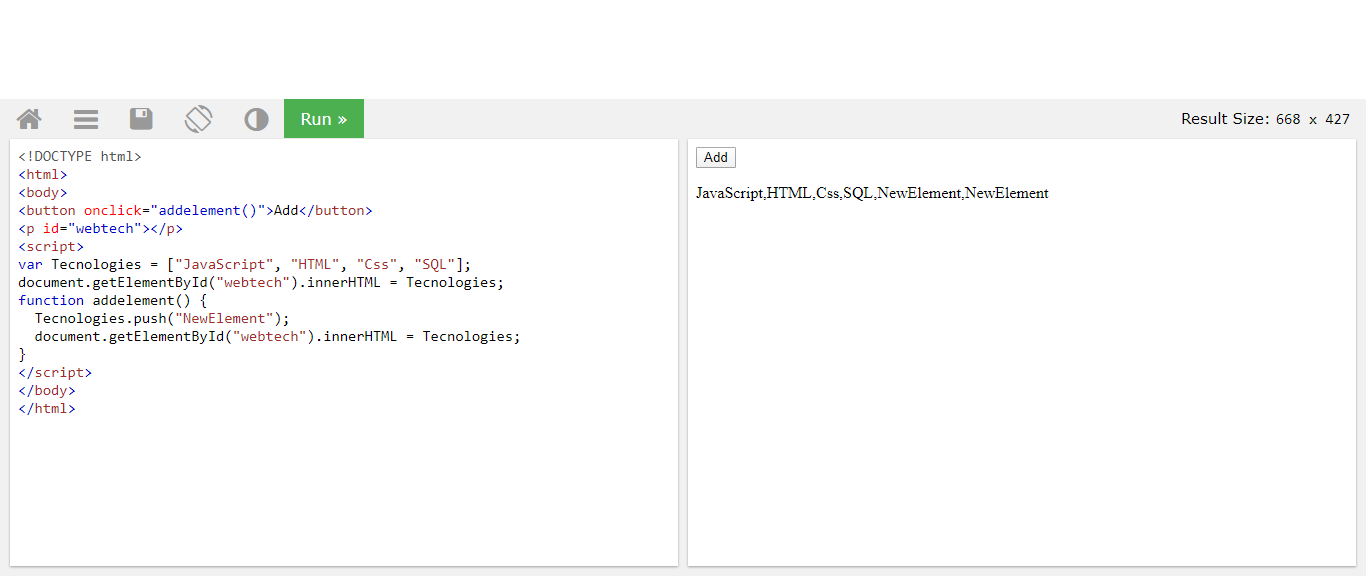 Run »
Result Size: 668 x 427
<!DOCTYPE html>
<html>
<body>
<button onclick="addelement()">Add</button>
<p id="webtech"></p>
<script>
var Tecnologies = ["JavaScript", "HTML", "Css", "SQL"];
document.getElementById("webtech").innerHTML = Tecnologies;
function addelement() {
  Tecnologies.push("NewElement");
  document.getElementById("webtech").innerHTML = Tecnologies;
}
</script>
</body>
</html>
Add
JavaScript,HTML,Css,SQL,NewElement,NewElement